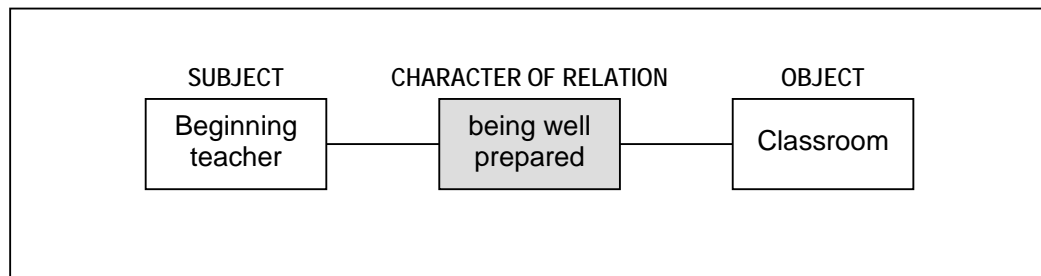 SUBJECT
CHARACTER OF RELATION
OBJECT
Beginning
teacher
being well
prepared
Classroom